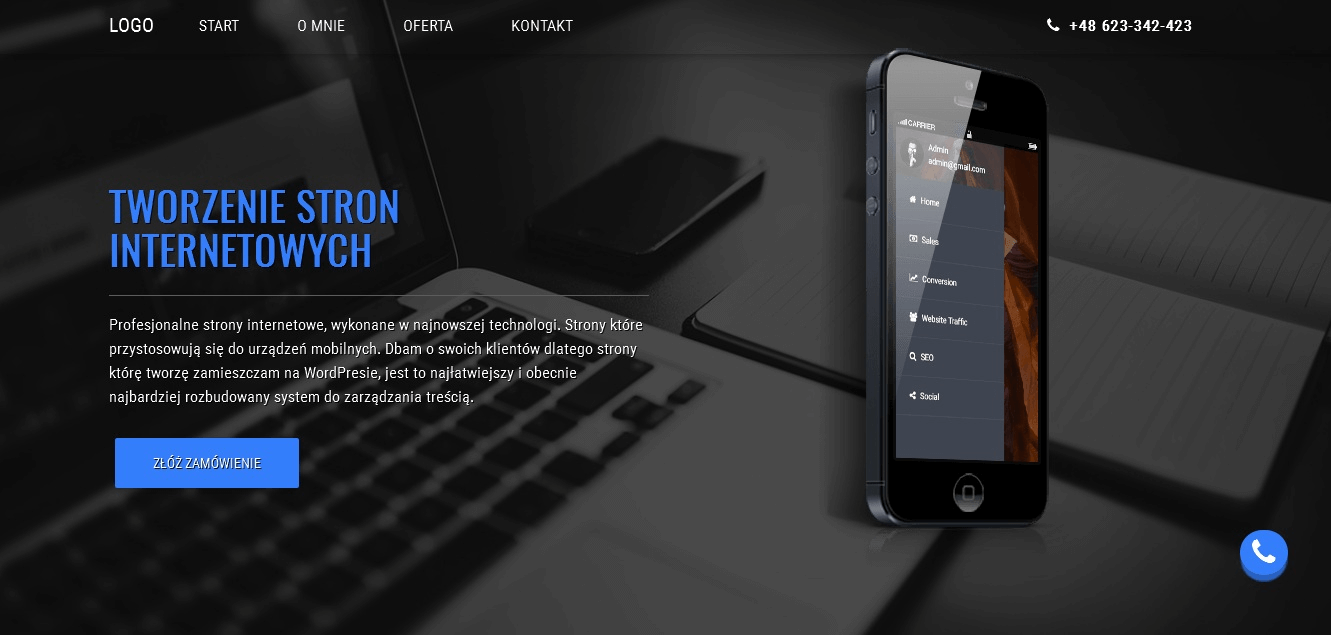 LOGO START O MNIE OFERTA KONTAKT +48 623-342-423
TWORZENIE STRON
INTERNETOWYCH
Profesjonalne strony internetowe, wykonane w najnowszej technologi. Strony które
przystosowują się do urządzeń mobilnych. Dbam o swoich klientów dlatego strony
którę tworzę zamieszczam na WordPresie, jest to najłatwiejszy i obecnie
najbardziej rozbudowany system do zarządzania treścią.
ZŁÓŻ ZAMÓWIENIE
CARRIER
Admin
admin@gmail.com
Home
Sales
Conversion
Website Traffic
SEO
Social